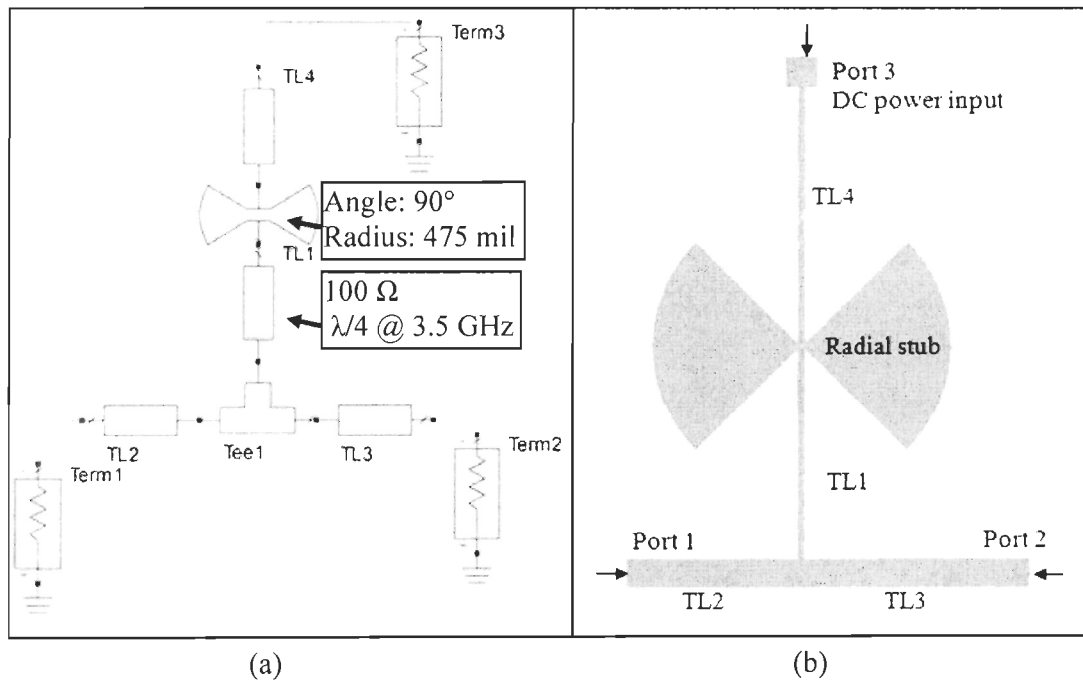 Term3
TL4
Angle: 90°
Radius: 475 mil
TL1
100 Ω
λ/4 @ 3.5 GHz
TL2
Tee1
TL3
Term1
Term2
(a)
Port 3
DC power input
TL4
Radial stub
TL1
Port 1
Port 2
TL2
TL3
(b)